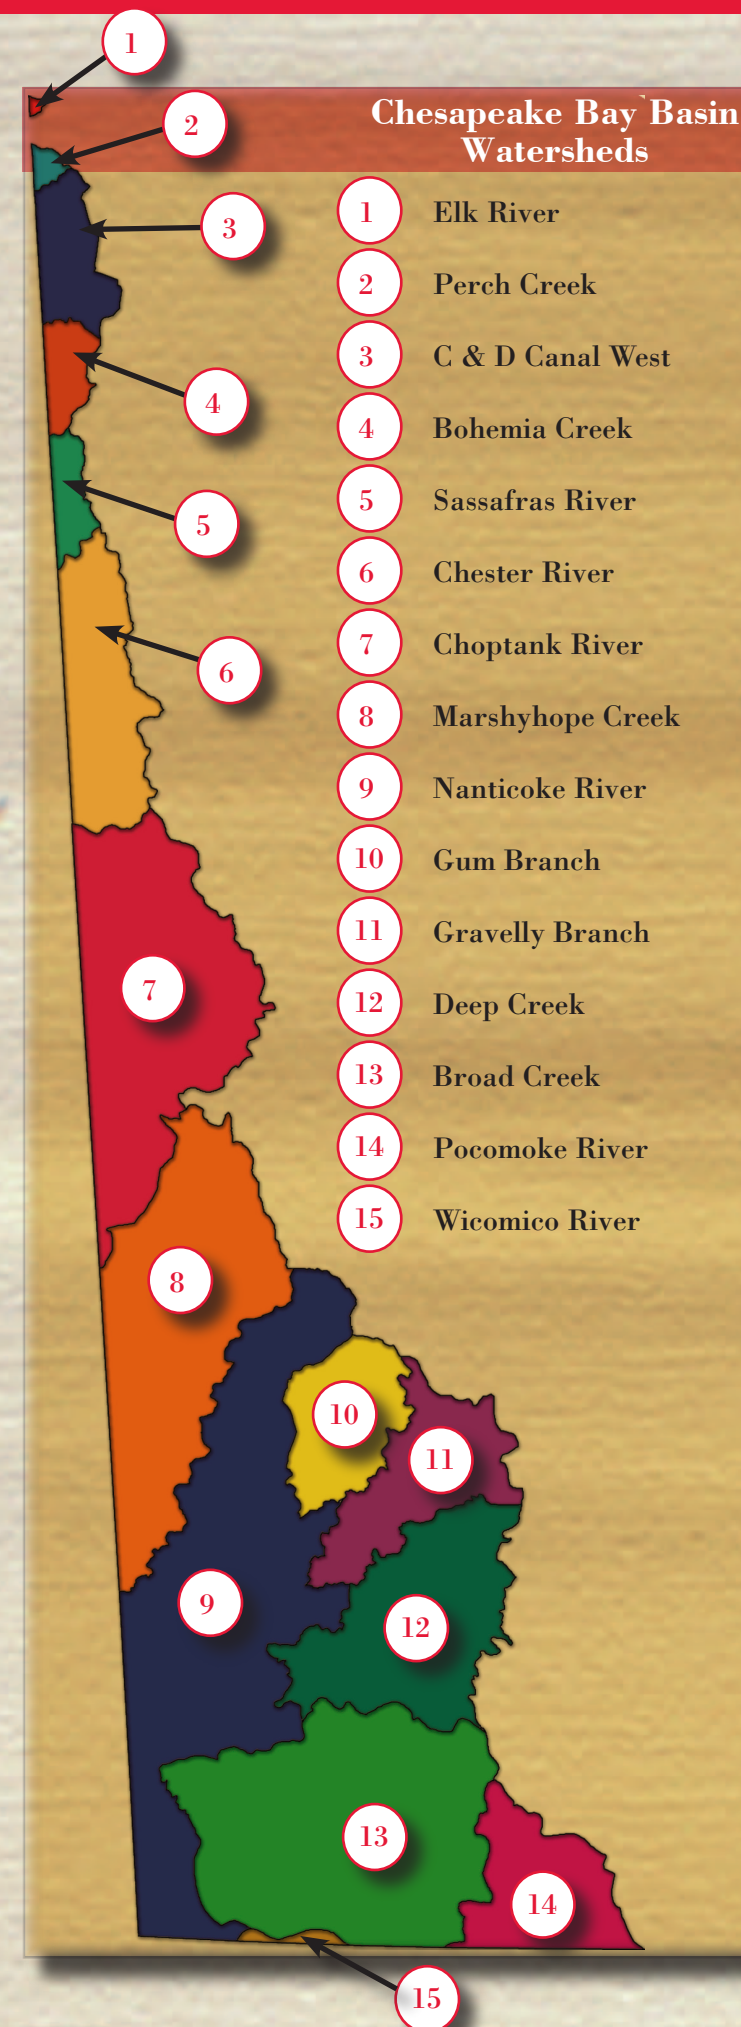 1
2
3
4
5
6
7
8
9
10
11
12
13
14
15
Chesapeake Bay`Basin
Watersheds
1 Elk River
2 Perch Creek
3 C & D Canal West
4 Bohemia Creek
5 Sassafras River
6 Chester River
7 Choptank River
8 Marshyhope Creek
9 Nanticoke River
10 Gum Branch
11 Gravelly Branch
12 Deep Creek
13 Broad Creek
14 Pocomoke River
15 Wicomico River